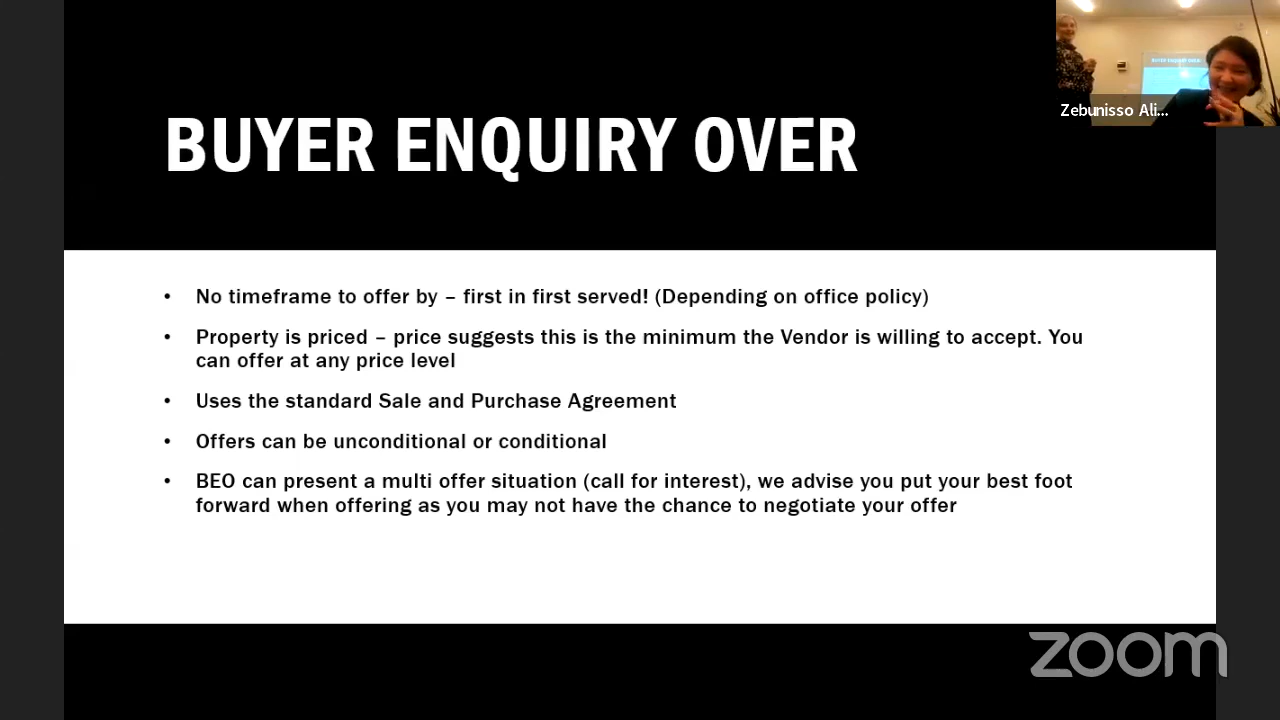 BUYER ENQUIRY OVER
Zebunisso Ali...
• No timeframe to offer by – first in first served! (Depending on office policy)
• Property is priced – price suggests this is the minimum the Vendor is willing to accept. You
can offer at any price level
• Uses the standard Sale and Purchase Agreement
• Offers can be unconditional or conditional
• BEO can present a multi offer situation (call for interest), we advise you put your best foot
forward when offering as you may not have the chance to negotiate your offer
zoom